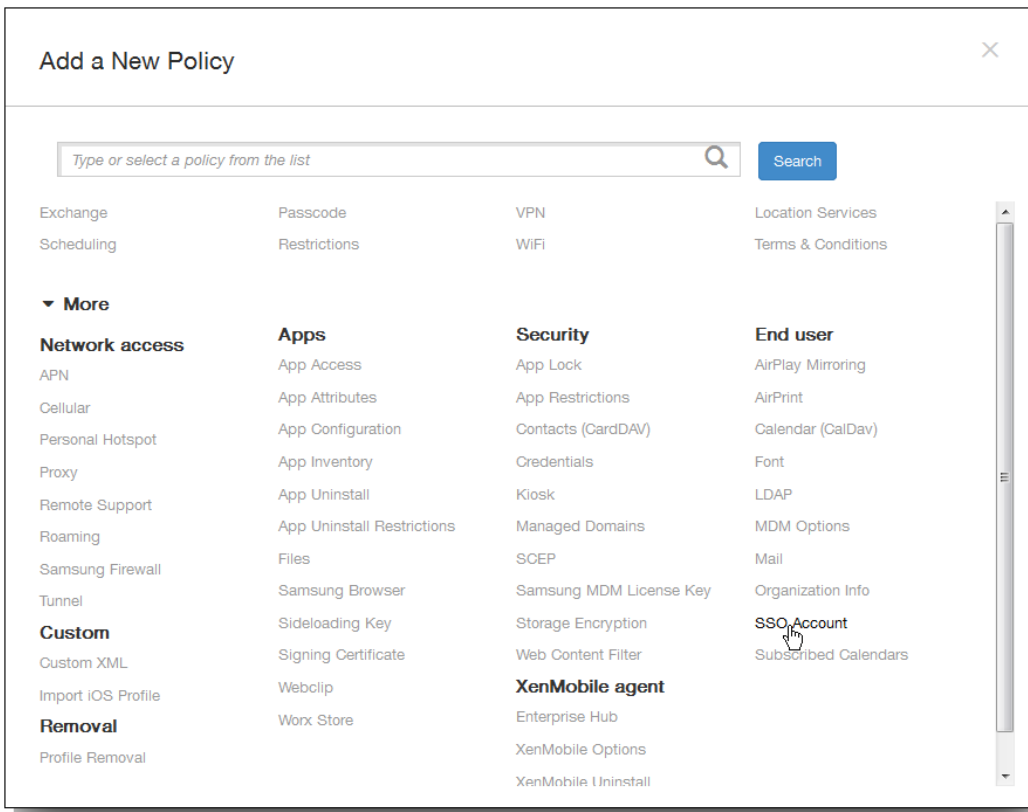 Add a New Policy
Type or select a policy from the list
Search
Exchange
Passcode
VPN
Location Services
Scheduling
Restrictions
WiFi
Terms & Conditions
More
Network access
APN
Cellular
Personal Hotspot
Proxy
Remote Support
Roaming
Samsung Firewall
Tunnel
Custom
Custom XML
Import iOS Profile
Removal
Profile Removal
Apps
App Access
App Attributes
App Configuration
App Inventory
App Uninstall
App Uninstall Restrictions
Files
Samsung Browser
Sideloading Key
Signing Certificate
Webclip
Worx Store
Security
App Lock
App Restrictions
Contacts (CardDAV)
Credentials
Kiosk
Managed Domains
SCEP
Samsung MDM License Key
Storage Encryption
Web Content Filter
XenMobile agent
Enterprise Hub
XenMobile Options
XenMobile Uninstall
End user
AirPlay Mirroring
AirPrint
Calendar (CalDav)
Font
LDAP
MDM Options
Mail
Organization Info
SSO Account
Subscribed Calendars